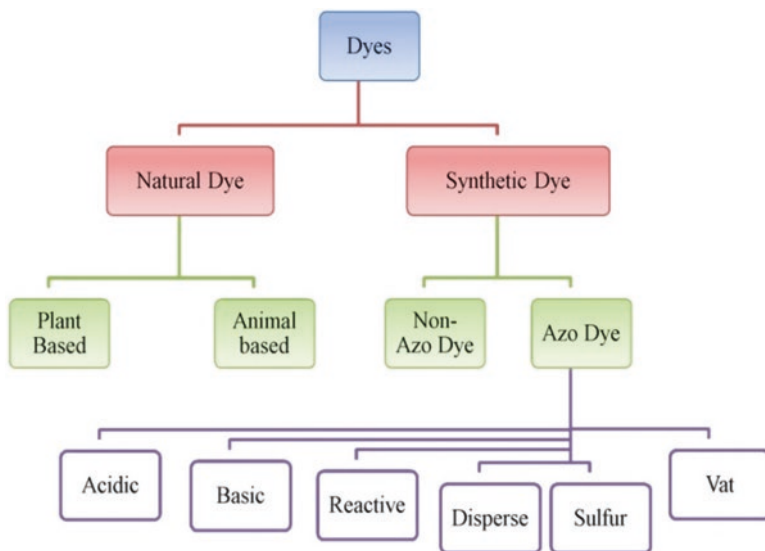 Dyes
Natural Dye
Synthetic Dye
Plant
Based
Animal
based
Non-
Azo Dye
Azo Dye
Acidic
Basic
Reactive
Disperse
Sulfur
Vat